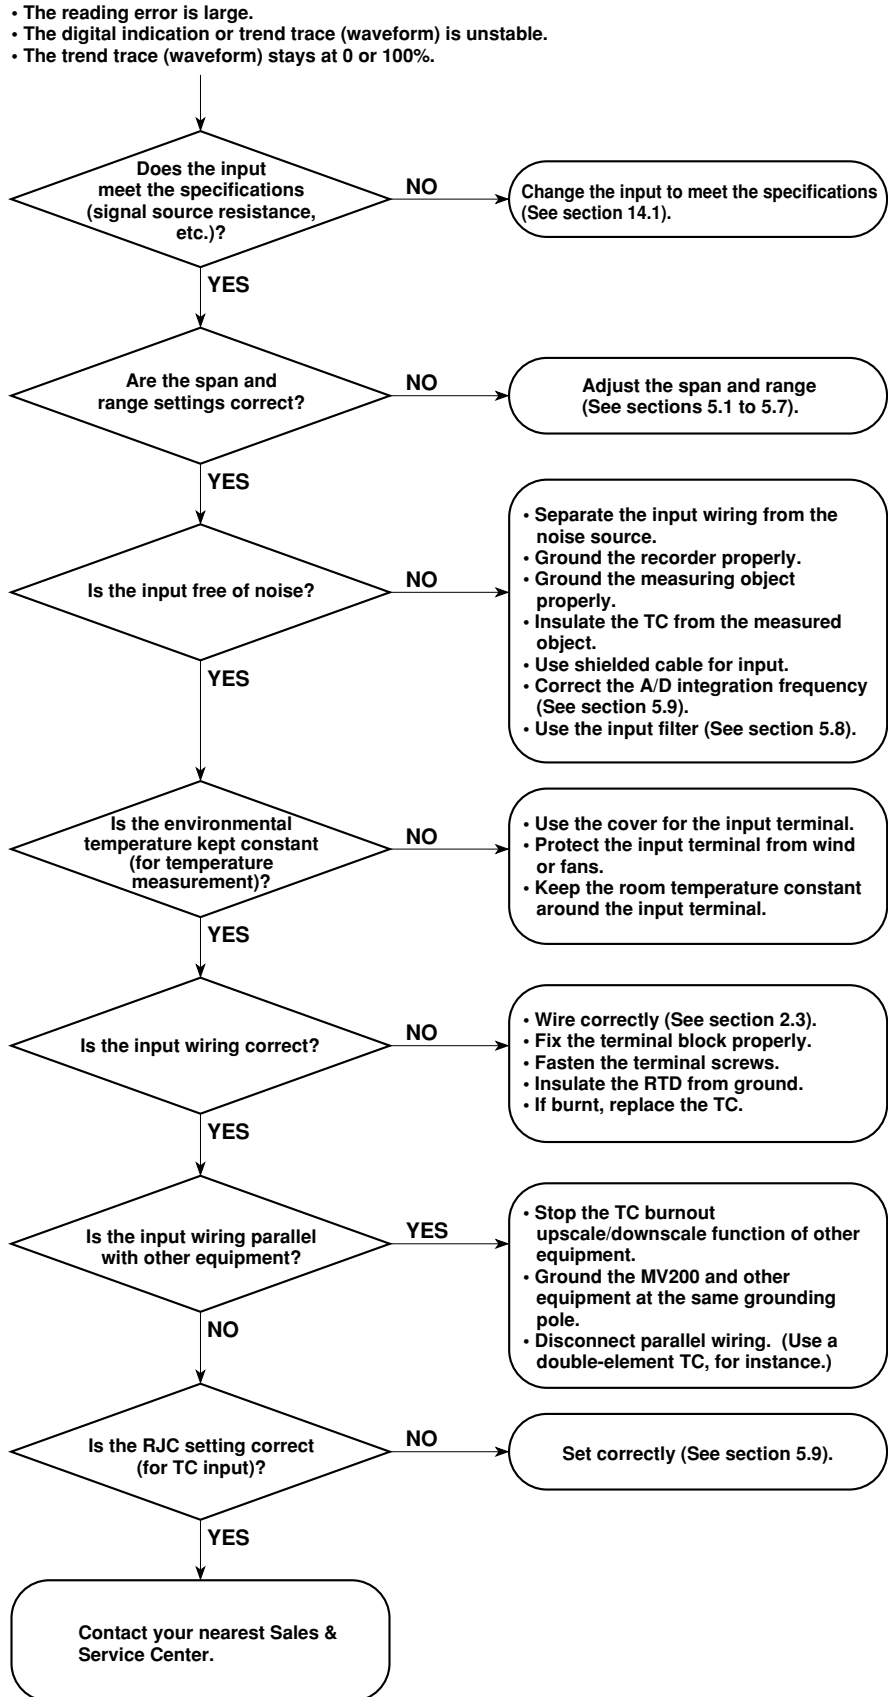 • The reading error is large.
• The digital indication or trend trace (waveform) is unstable.
• The trend trace (waveform) stays at 0 or 100%.
Does the input
meet the specifications
(signal source resistance,
etc.)?
NO
Change the input to meet the specifications
(See section 14.1).
YES
Are the span and
range settings correct?
NO
Adjust the span and range
(See sections 5.1 to 5.7).
YES
Is the input free of noise?
NO
• Separate the input wiring from the
noise source.
• Ground the recorder properly.
• Ground the measuring object
properly.
• Insulate the TC from the measured
object.
• Use shielded cable for input.
• Correct the A/D integration frequency
(See section 5.9).
• Use the input filter (See section 5.8).
YES
Is the environmental
temperature kept constant
(for temperature
measurement)?
NO
• Use the cover for the input terminal.
• Protect the input terminal from wind
or fans.
• Keep the room temperature constant
around the input terminal.
YES
Is the input wiring correct?
NO
• Wire correctly (See section 2.3).
• Fix the terminal block properly.
• Fasten the terminal screws.
• Insulate the RTD from ground.
• If burnt, replace the TC.
YES
Is the input wiring parallel
with other equipment?
YES
• Stop the TC burnout
upscale/downscale function of other
equipment.
• Ground the MV200 and other
equipment at the same grounding
pole.
• Disconnect parallel wiring. (Use a
double-element TC, for instance.)
NO
Is the RJC setting correct
(for TC input)?
NO
Set correctly (See section 5.9).
YES
Contact your nearest Sales &
Service Center.